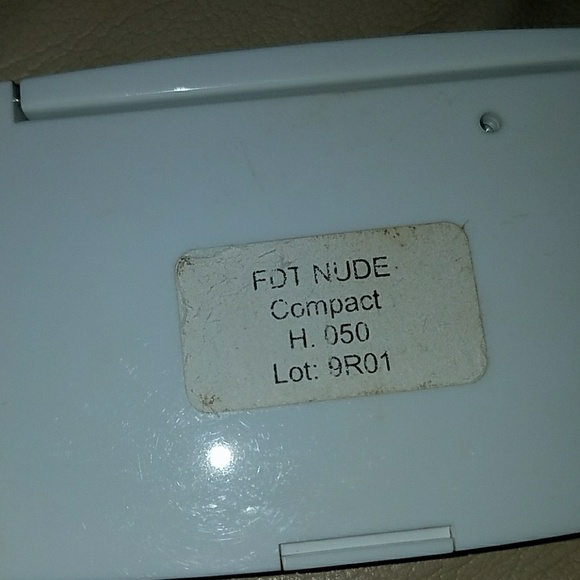 FDT NUDE
Compact
H. 050
Lot: 9R01